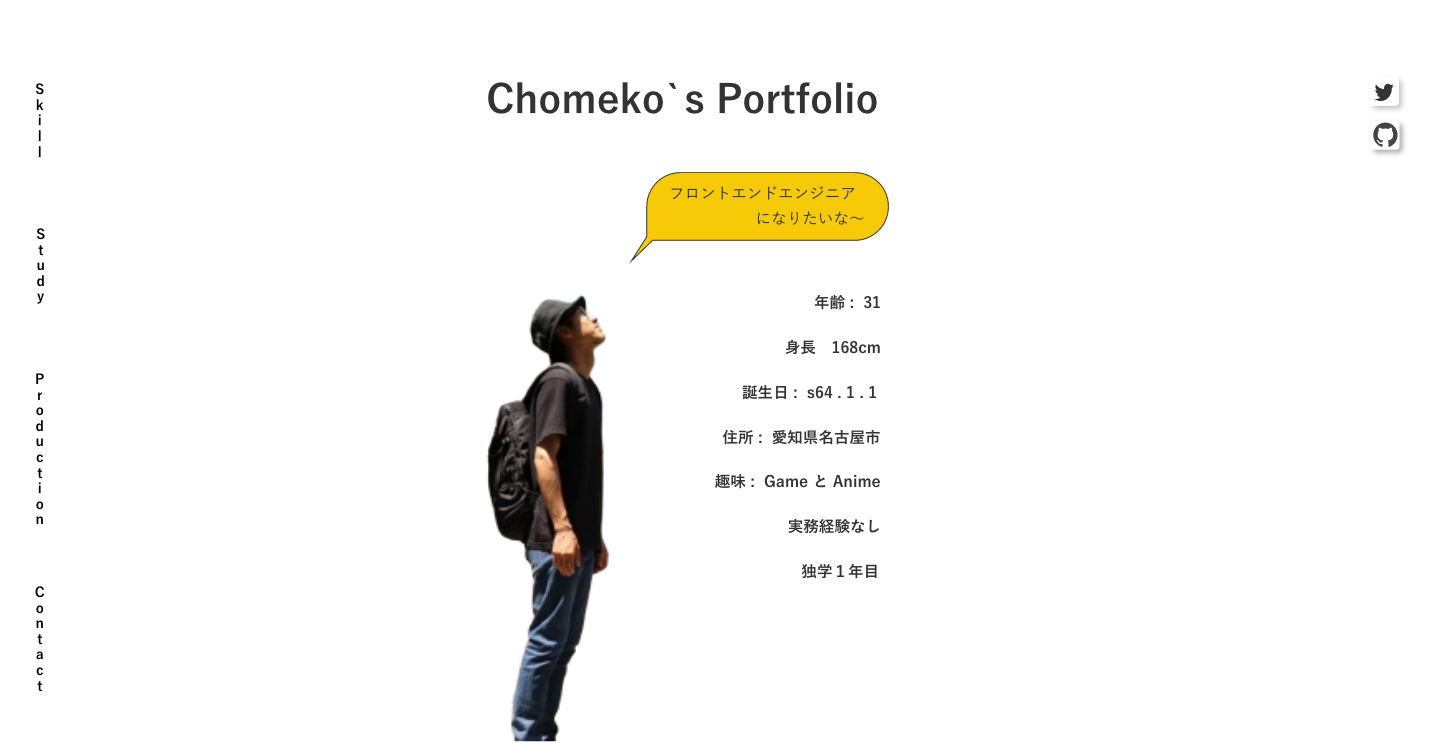 Chomeko`s Portfolio
Skill
Study
Production
Contact
フロントエンドエンジニア
になりたいな〜
年齢： 31
身長　168cm
誕生日： s64 . 1 . 1
住所： 愛知県名古屋市
趣味： Game と Anime
実務経験なし
独学１年目